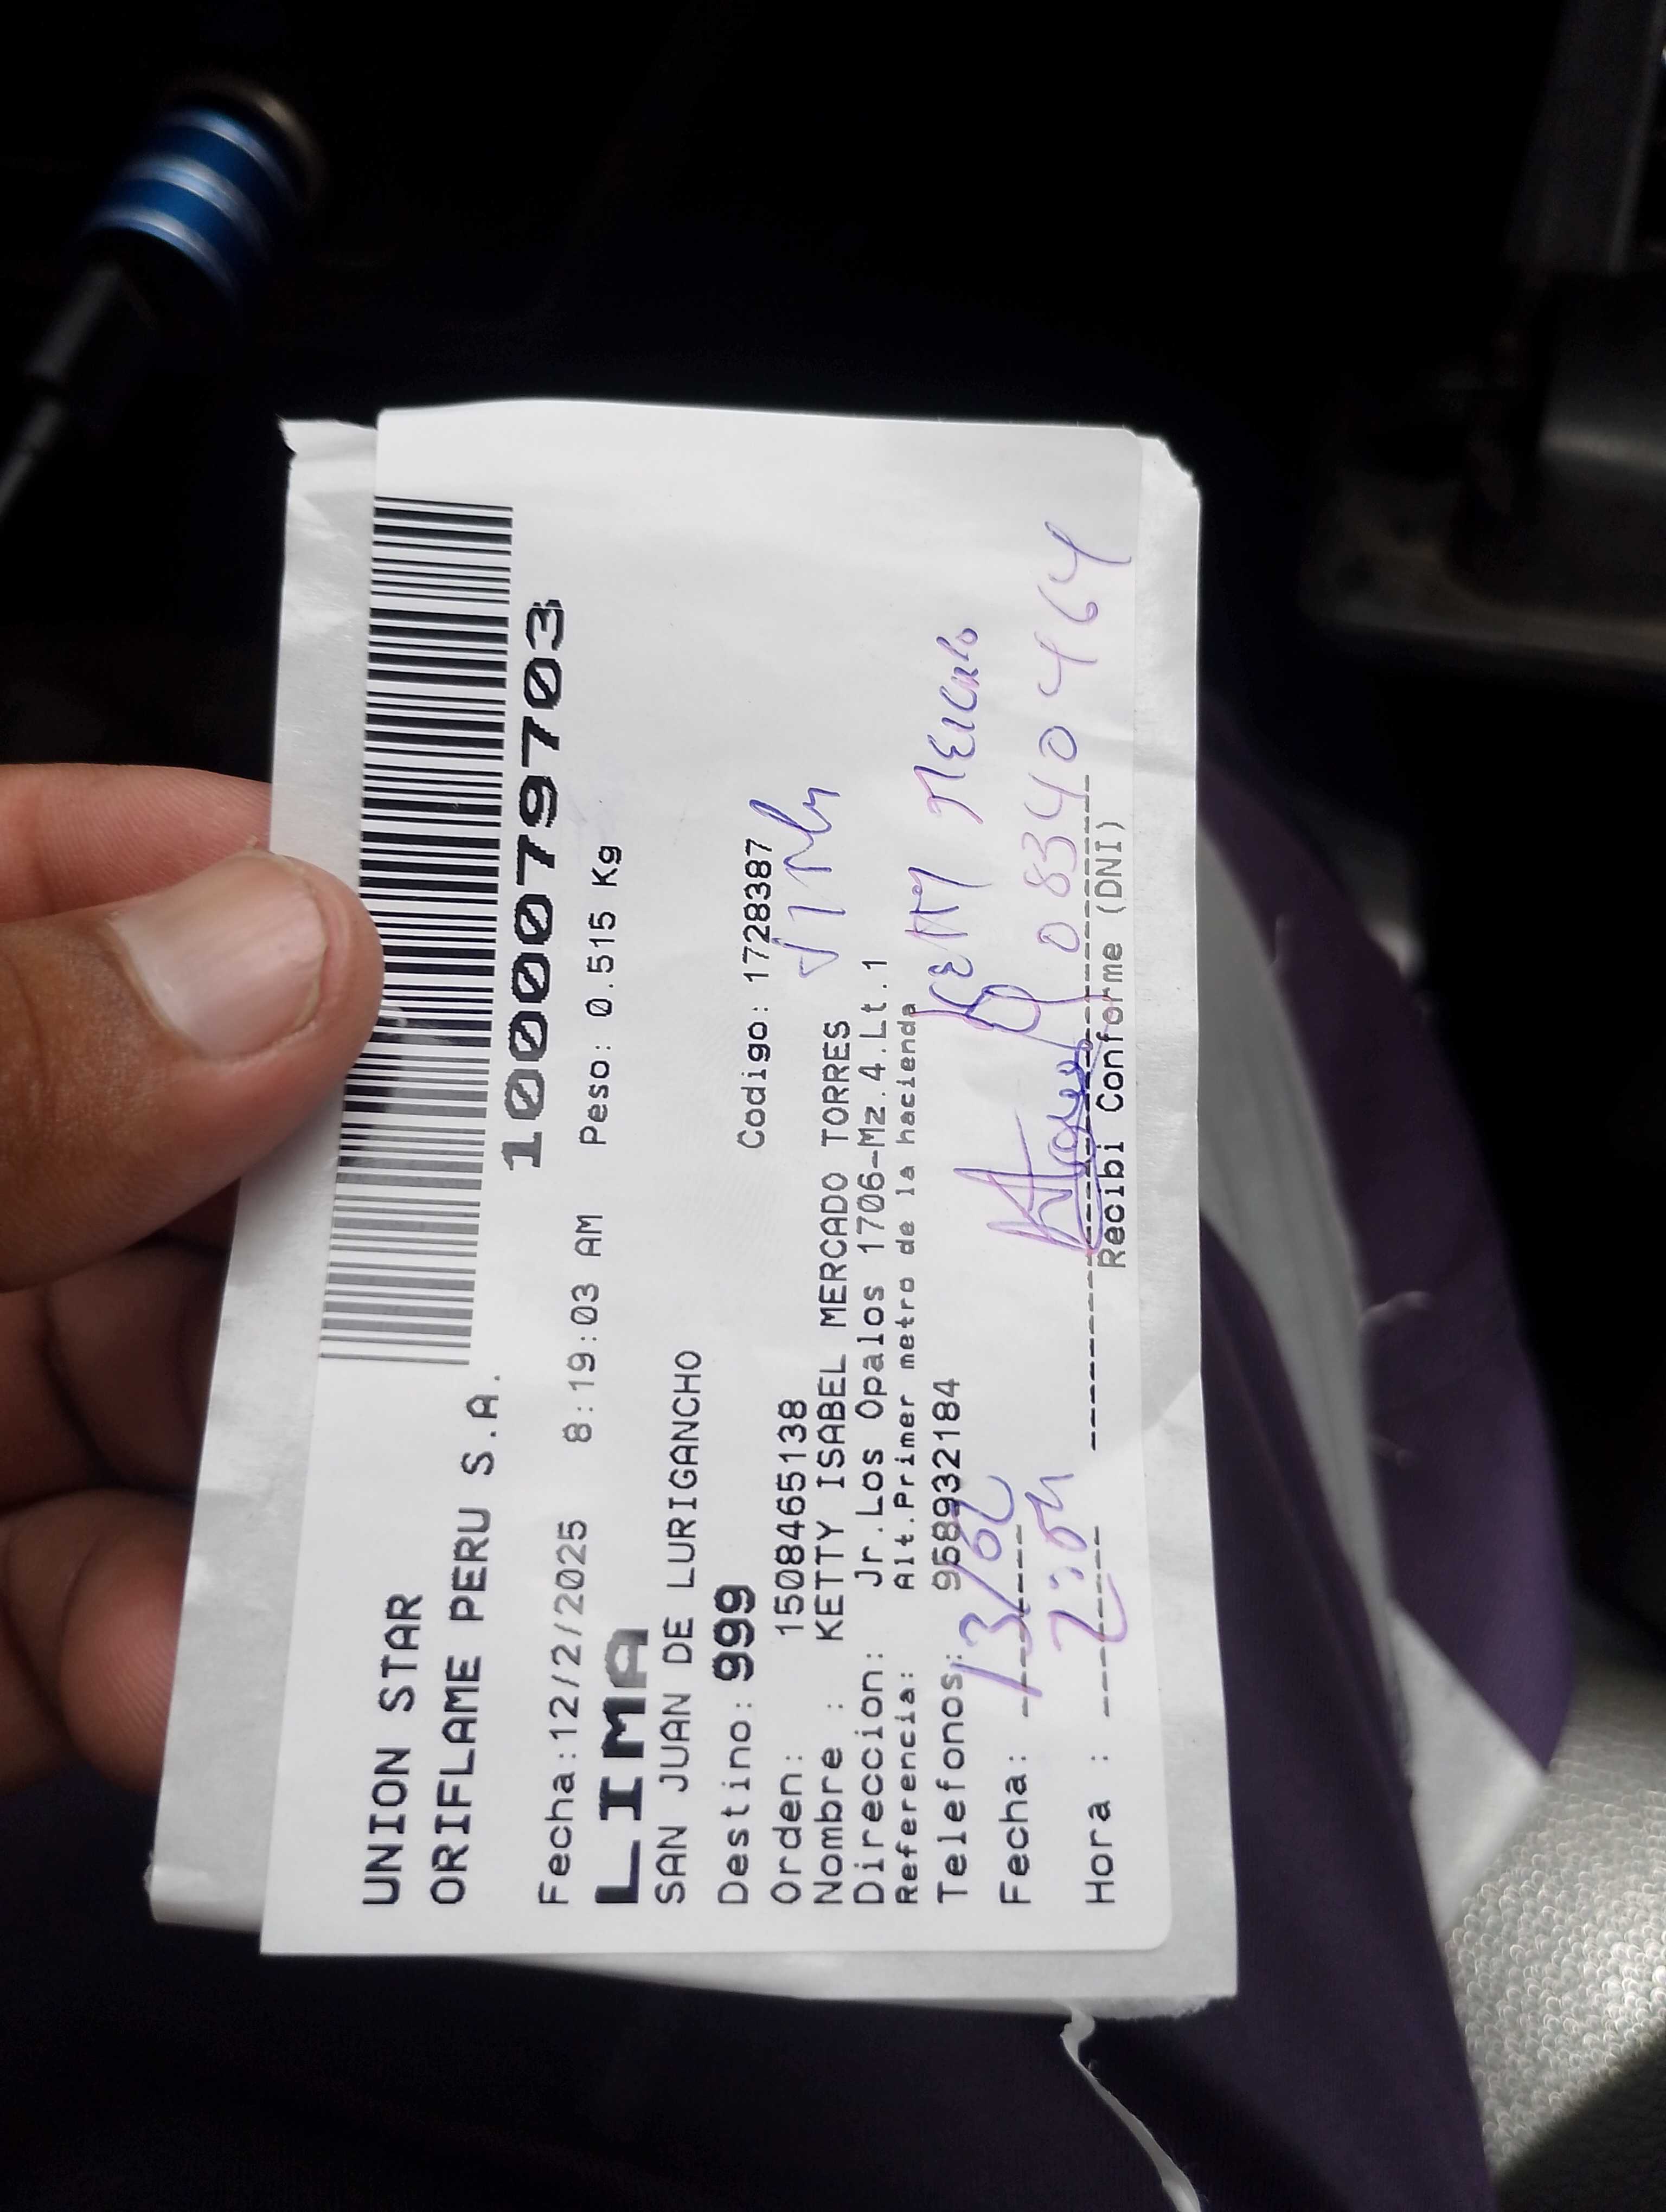 UNION STAR
ORIFLAME PERU S.A.
1000079703
Fecha:12/2/2025 8:19:03 AM Peso: 0.515 Kg
LIMA
SAN JUAN DE LURIGANCHO
Destino: 999
Codigo: 1728387
Orden: 1508465138
Nombre : KETTY ISABEL MERCADO TORRES
Direccion: Jr.Los Opalos 1706-Mz.4.Lt.1
Referencia: Alt.Primer metro de la hacienda
Telefonos: 958932184
Fecha: 13/02
08340464
Hora :
Recibi Conforme (DNI)